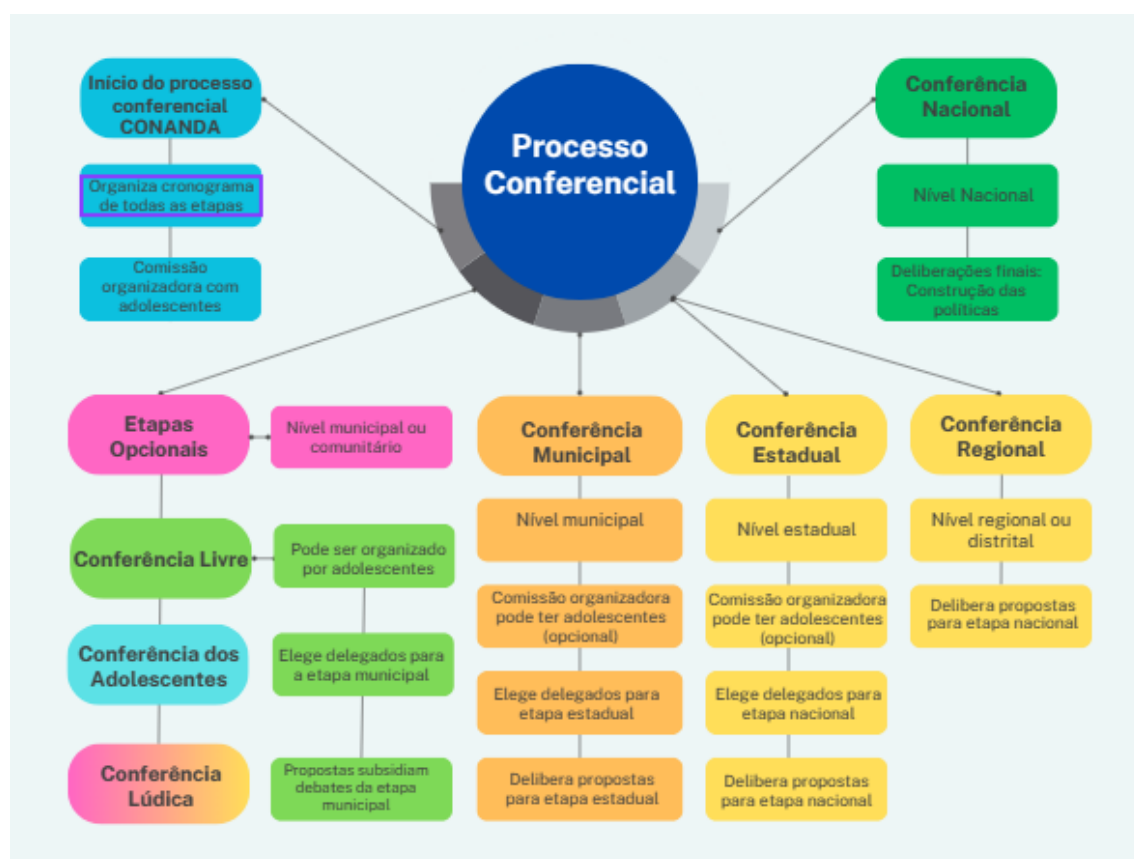 Início do processo
conferencial
CONANDA
Organiza cronograma
de todas as etapas
Comissão
organizadora com
adolescentes
Processo
Conferencial
Conferência
Nacional
Nível Nacional
Deliberações finais:
Construção das
políticas
Etapas
Opcionais
Nível municipal ou
comunitário
Conferência Livre
Pode ser organizado
por adolescentes
Conferência dos
Adolescentes
Elege delegados para
a etapa municipal
Conferência
Lúdica
Propostas subsidiam
debates da etapa
municipal
Conferência
Municipal
Nível municipal
Comissão organizadora
pode ter adolescentes
(opcional)
Elege delegados para
etapa estadual
Delibera propostas
para etapa estadual
Conferência
Estadual
Nível estadual
Comissão organizadora
pode ter adolescentes
(opcional)
Elege delegados para
etapa nacional
Delibera propostas
para etapa nacional
Conferência
Regional
Nível regional ou
distrital
Delibera propostas
para etapa nacional